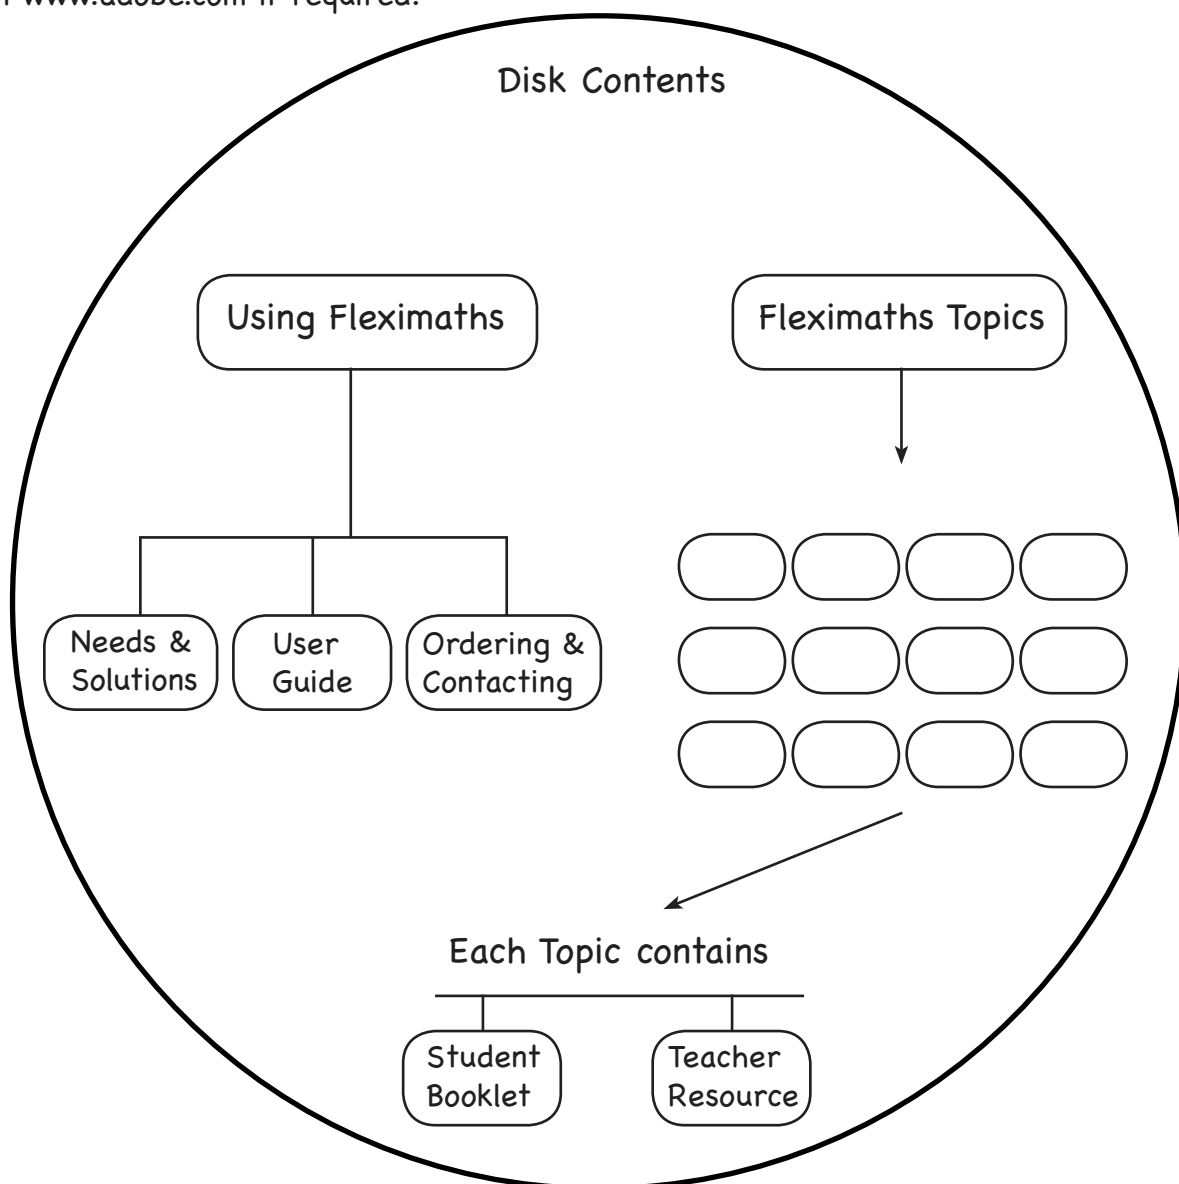 www.adobe.com if required.
Disk Contents
Using Fleximaths
Fleximaths Topics
Needs &
Solutions
User
Guide
Ordering &
Contacting
Each Topic contains
Student
Booklet
Teacher
Resource